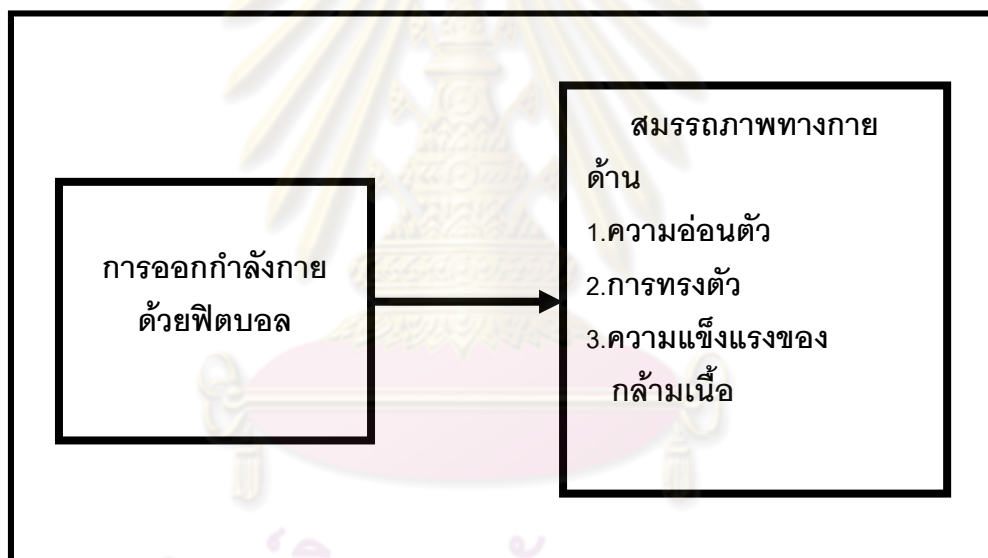 สมรรถภาพทางกาย
ด้าน
1.ความอ่อนตัว
2.การทรงตัว
3.ความแข็งแรงของ
กล้ามเนื้อ
การออกกำลังกาย
ด้วยฟิตบอล